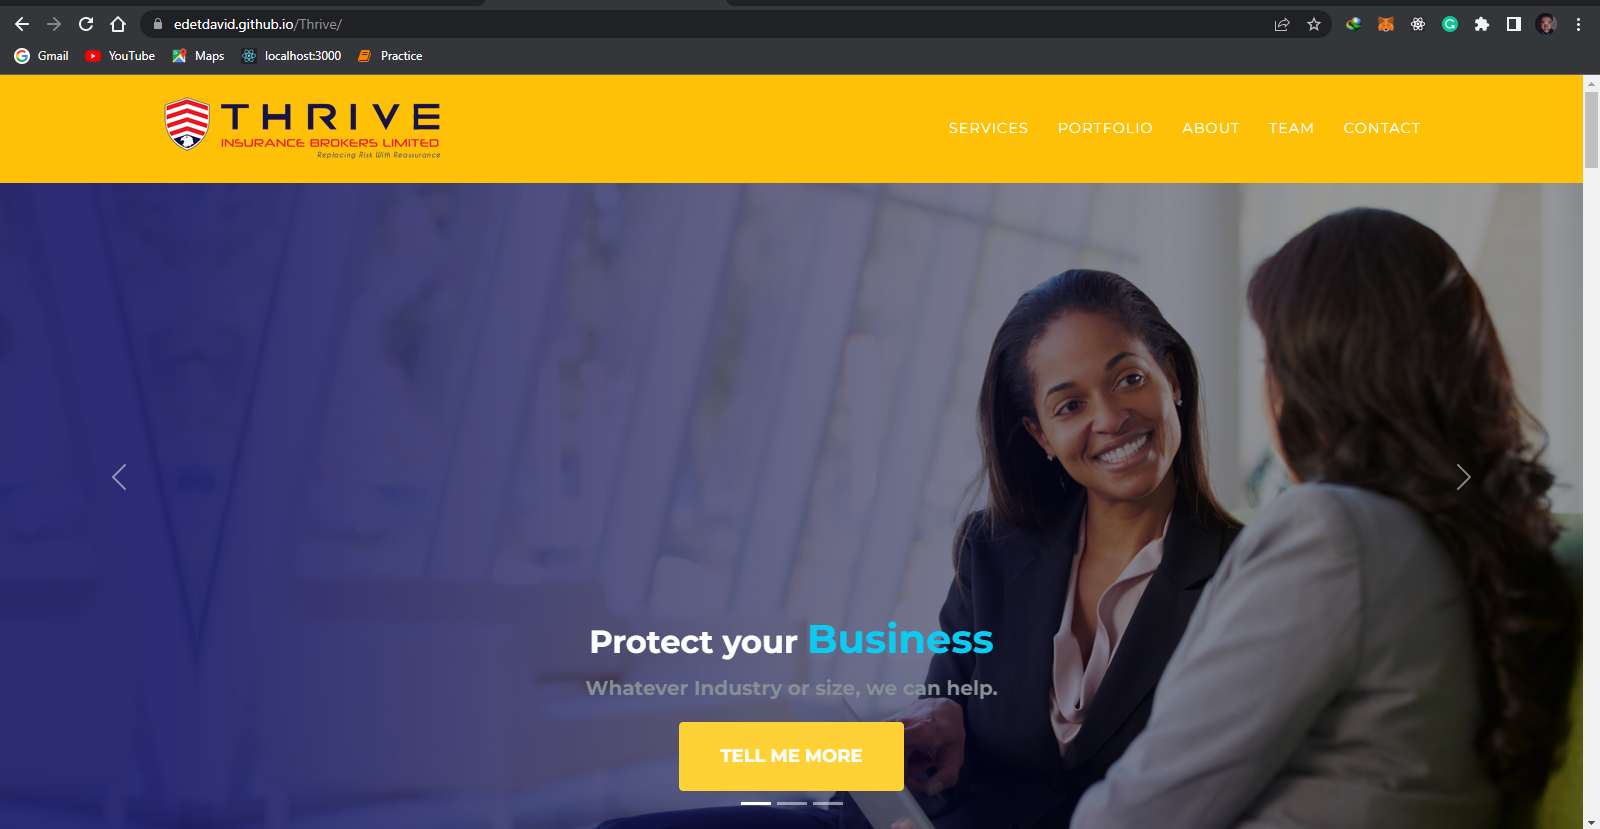 edetdavid.github.io/Thrive/
Gmail YouTube Maps localhost:3000 Practice
THRIVE
INSURANCE BROKERS LIMITED
Replacing Risk With Reassurance
SERVICES PORTFOLIO ABOUT TEAM CONTACT
Protect your Business
Whatever Industry or size, we can help.
TELL ME MORE